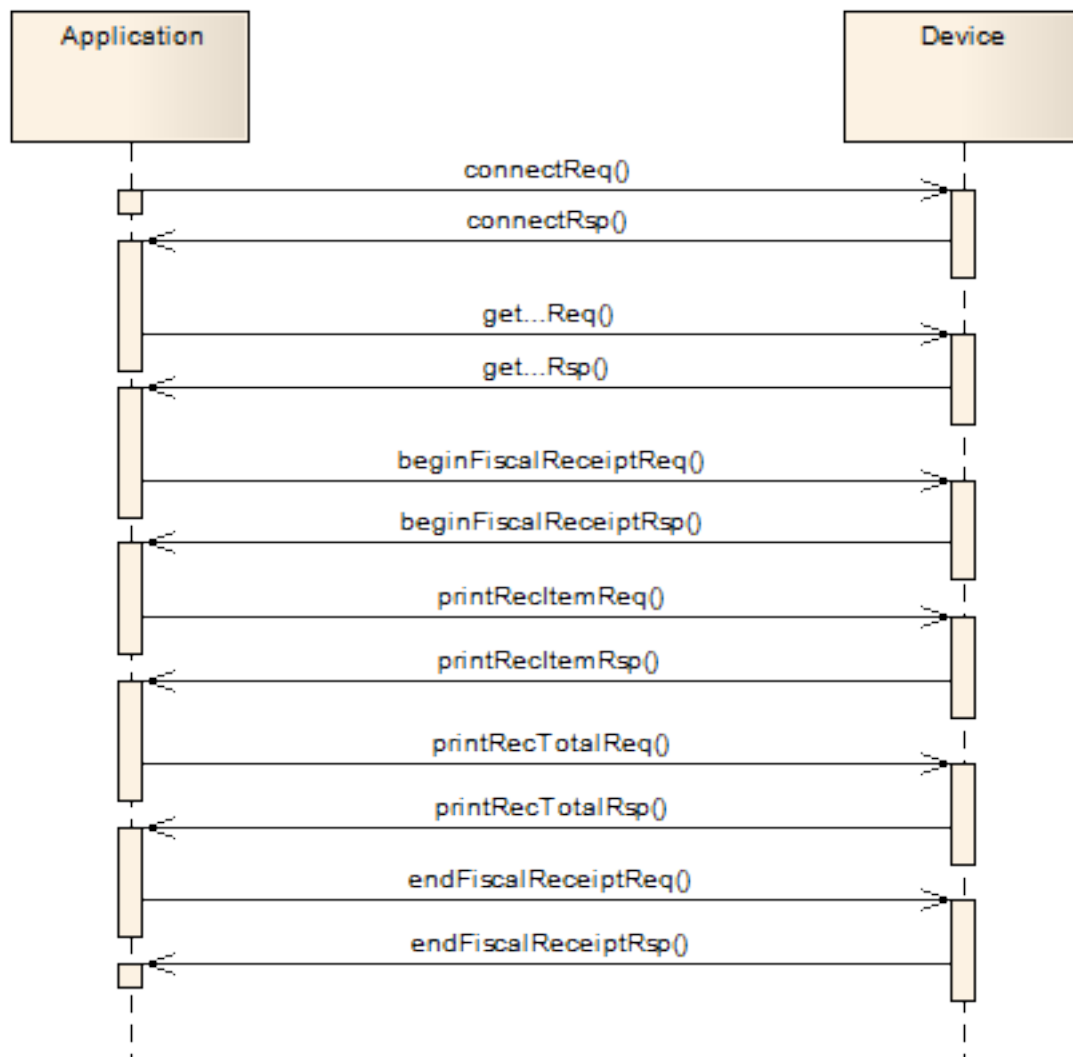 Application
Device
connectReq()
connectRsp()
get...Req()
get...Rsp()
beginFiscalReceiptReq()
beginFiscalReceiptRsp()
printRecItemReq()
printRecItemRsp()
printRecTotalReq()
printRecTotalRsp()
endFiscalReceiptReq()
endFiscalReceiptRsp()